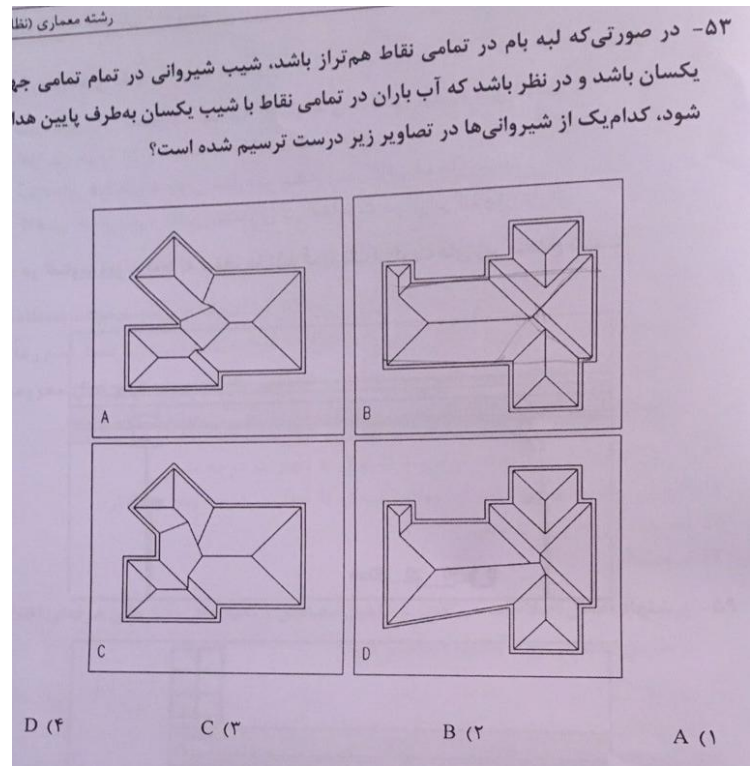 رشته معماری (نظا
۵۳- در صورتی‌که لبه بام در تمامی نقاط هم‌تراز باشد، شیب شیروانی در تمام تمامی جه
یکسان باشد و در نظر باشد که آب باران در تمامی نقاط با شیب یکسان به‌طرف پایین هدا
شود، کدام‌یک از شیروانی‌ها در تصاویر زیر درست ترسیم شده است؟
A
B
C
D
۱) A
۲) B
۳) C
۴) D